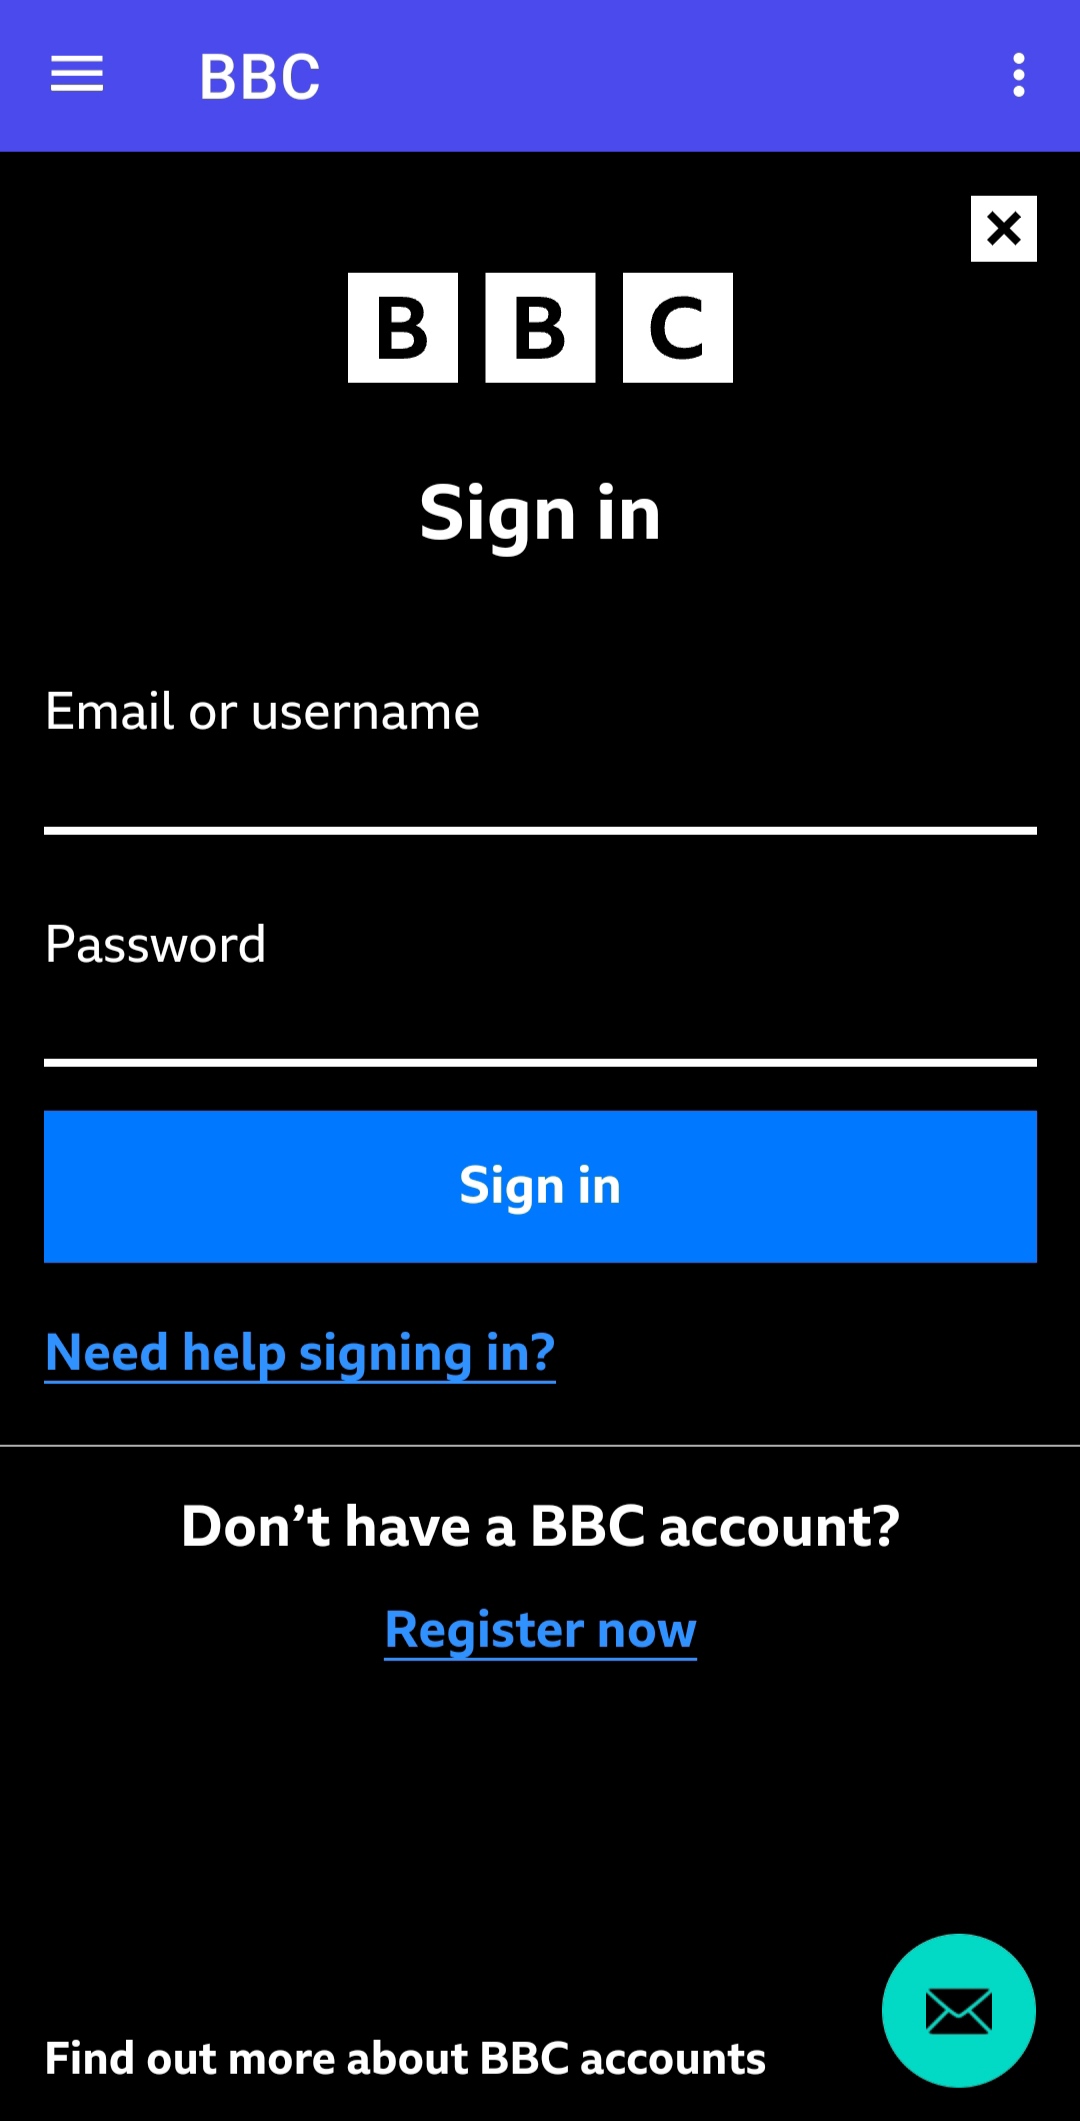 BBC
BBC
Sign in
Email or username
Password
Sign in
Need help signing in?
Don’t have a BBC account?
Register now
Find out more about BBC accounts